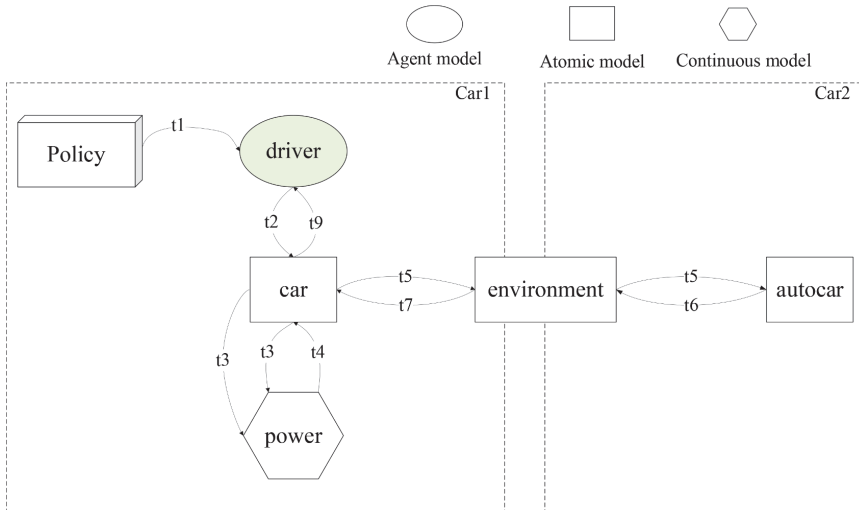 Agent model
Atomic model
Continuous model
Car1
Car2
Policy
t1
driver
t2
t9
car
t5
t7
environment
t5
t6
autocar
t3
t3
t4
power